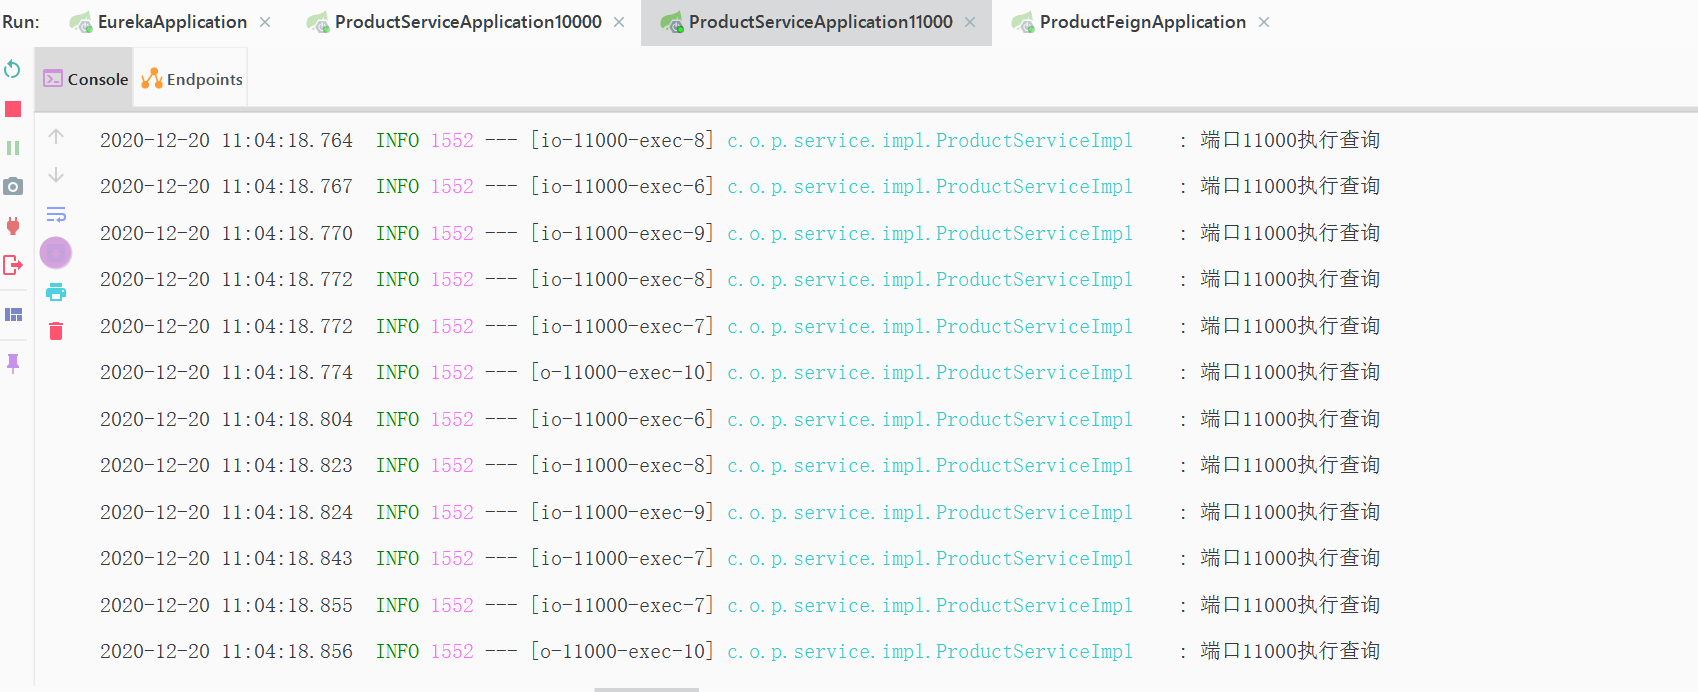 Run: EurekaApplication × ProductServiceApplication10000 × ProductServiceApplication11000 × ProductFeignApplication ×
Console Endpoints
2020-12-20 11:04:18.764 INFO 1552 --- [io-11000-exec-8] c.o.p.service.impl.ProductServiceImpl : 端口11000执行查询
2020-12-20 11:04:18.767 INFO 1552 --- [io-11000-exec-6] c.o.p.service.impl.ProductServiceImpl : 端口11000执行查询
2020-12-20 11:04:18.770 INFO 1552 --- [io-11000-exec-9] c.o.p.service.impl.ProductServiceImpl : 端口11000执行查询
2020-12-20 11:04:18.772 INFO 1552 --- [io-11000-exec-8] c.o.p.service.impl.ProductServiceImpl : 端口11000执行查询
2020-12-20 11:04:18.772 INFO 1552 --- [io-11000-exec-7] c.o.p.service.impl.ProductServiceImpl : 端口11000执行查询
2020-12-20 11:04:18.774 INFO 1552 --- [o-11000-exec-10] c.o.p.service.impl.ProductServiceImpl : 端口11000执行查询
2020-12-20 11:04:18.804 INFO 1552 --- [io-11000-exec-6] c.o.p.service.impl.ProductServiceImpl : 端口11000执行查询
2020-12-20 11:04:18.823 INFO 1552 --- [io-11000-exec-8] c.o.p.service.impl.ProductServiceImpl : 端口11000执行查询
2020-12-20 11:04:18.824 INFO 1552 --- [io-11000-exec-9] c.o.p.service.impl.ProductServiceImpl : 端口11000执行查询
2020-12-20 11:04:18.843 INFO 1552 --- [io-11000-exec-7] c.o.p.service.impl.ProductServiceImpl : 端口11000执行查询
2020-12-20 11:04:18.855 INFO 1552 --- [io-11000-exec-7] c.o.p.service.impl.ProductServiceImpl : 端口11000执行查询
2020-12-20 11:04:18.856 INFO 1552 --- [o-11000-exec-10] c.o.p.service.impl.ProductServiceImpl : 端口11000执行查询